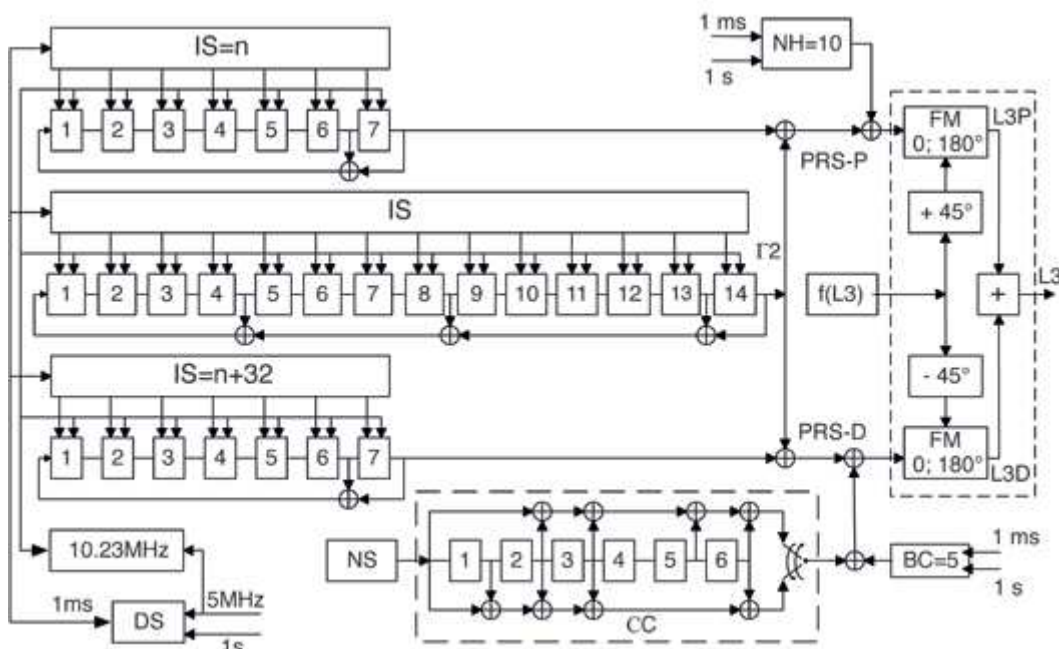 IS=n
1 ms
1 s
NH=10
1 2 3 4 5 6 7
FM
0; 180°
L3P
PRS-P
IS
+ 45°
Γ2
1 2 3 4 5 6 7 8 9 10 11 12 13 14
f(L3)
+
L3
IS=n+32
- 45°
PRS-D
1 2 3 4 5 6 7
FM
0; 180°
L3D
10.23MHz
NS
1 2 3 4 5 6
BC=5
1 ms
1 s
1ms
DS
5MHz
1s
CC